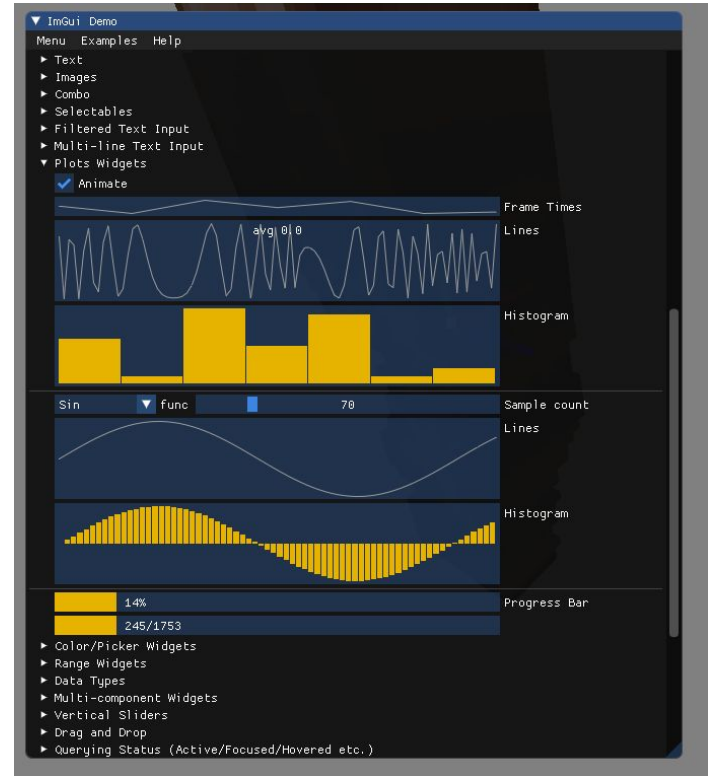 ImGui Demo
Menu Examples Help
Text
Images
Combo
Selectables
Filtered Text Input
Multi-line Text Input
Plots Widgets
Animate
Frame Times
avg 0.0 Lines
Histogram
Sin func 70 Sample count
Lines
Histogram
14% Progress Bar
245/1753
Color/Picker Widgets
Range Widgets
Data Types
Multi-component Widgets
Vertical Sliders
Drag and Drop
Querying Status (Active/Focused/Hovered etc.)